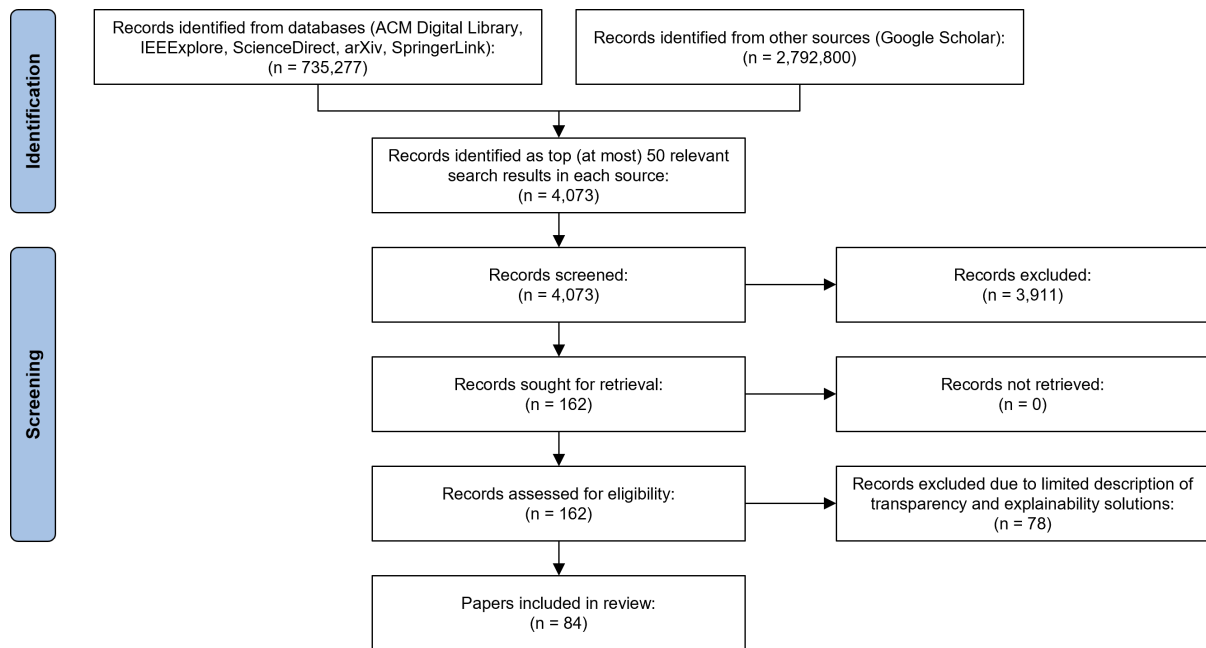 Identification
Records identified from databases (ACM Digital Library,
IEEExplore, ScienceDirect, arXiv, SpringerLink):
(n = 735,277)
Records identified from other sources (Google Scholar):
(n = 2,792,800)
Records identified as top (at most) 50 relevant
search results in each source:
(n = 4,073)
Screening
Records screened:
(n = 4,073)
Records excluded:
(n = 3,911)
Records sought for retrieval:
(n = 162)
Records not retrieved:
(n = 0)
Records assessed for eligibility:
(n = 162)
Records excluded due to limited description of
transparency and explainability solutions:
(n = 78)
Papers included in review:
(n = 84)